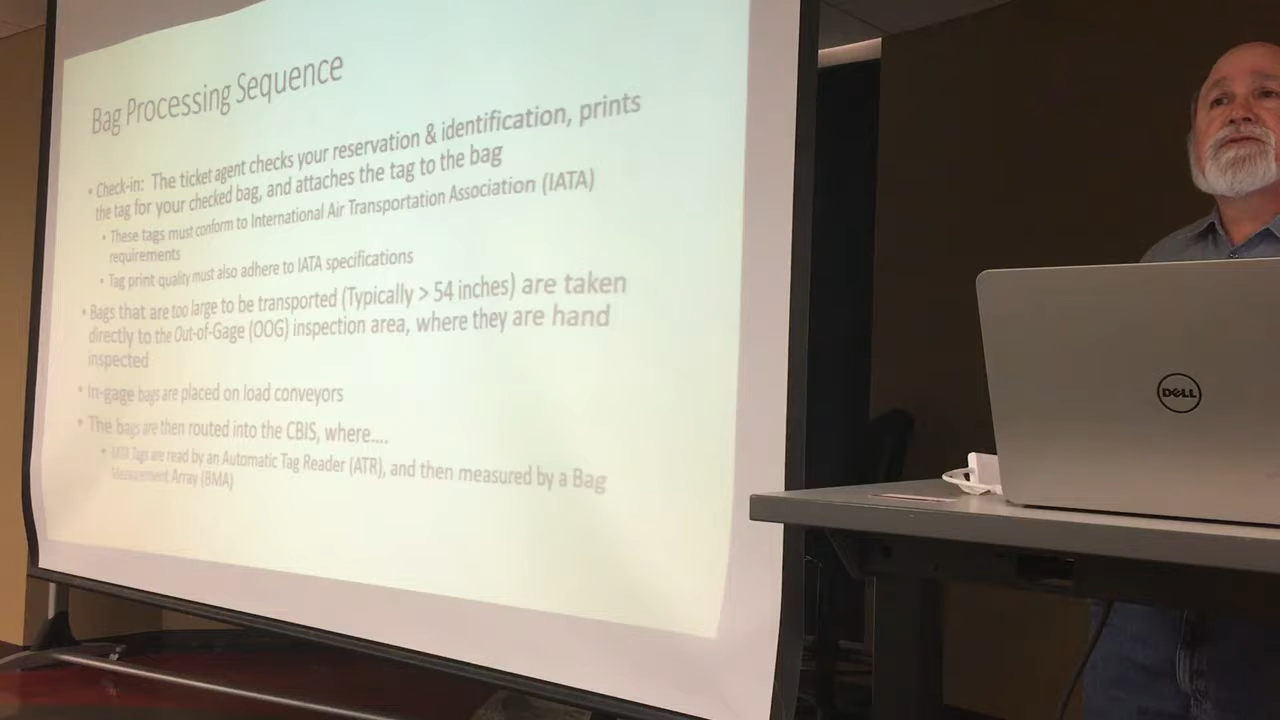 Bag Processing Sequence
• Check-in: The ticket agent checks your reservation & identification, prints
the tag for your checked bag, and attaches the tag to the bag
• These tags must conform to International Air Transportation Association (IATA)
requirements
• Tag print quality must also adhere to IATA specifications
• Bags that are too large to be transported (Typically > 54 inches) are taken
directly to the Out-of-Gage (OOG) inspection area, where they are hand
inspected
• In-gage bags are placed on load conveyors
• The bags are then routed into the CBIS, where....
• Tags are read by an Automatic Tag Reader (ATR), and then measured by a Bag
Measurement Array (BMA)
DELL